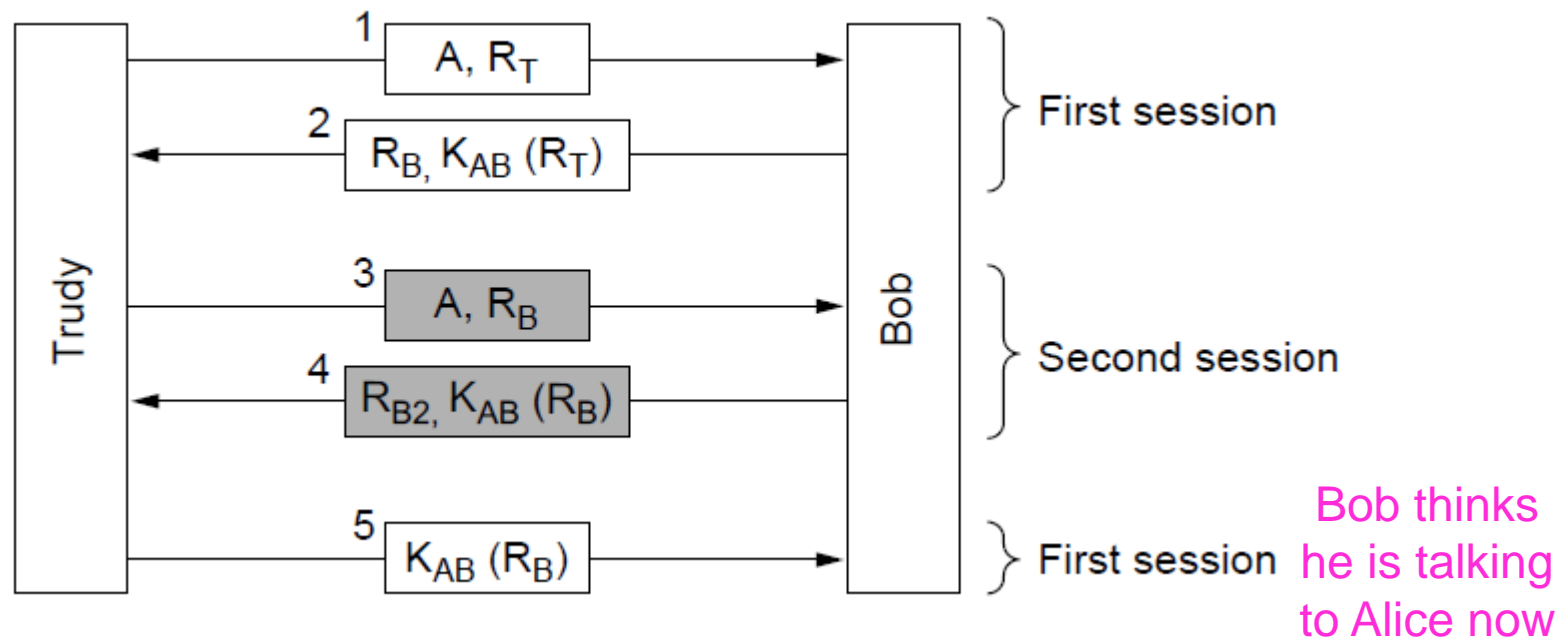 1
A, R_T
First session
2
R_B, K_AB (R_T)
Trudy
3
A, R_B
Bob
Second session
4
R_B2, K_AB (R_B)
5
K_AB (R_B)
First session
Bob thinks
he is talking
to Alice now